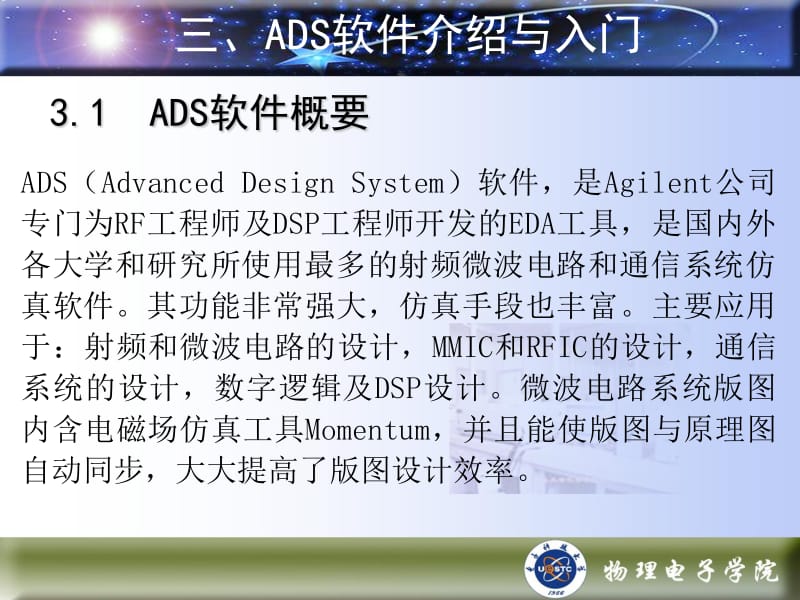 三、ADS软件介绍与入门
3.1 ADS软件概要
ADS（Advanced Design System）软件，是Agilent公司
专门为RF工程师及DSP工程师开发的EDA工具，是国内外
各大学和研究所使用最多的射频微波电路和通信系统仿
真软件。其功能非常强大，仿真手段也丰富。主要应用
于：射频和微波电路的设计，MMIC和RFIC的设计，通信
系统的设计，数字逻辑及DSP设计。微波电路系统版图
内含电磁场仿真工具Momentum，并且能使版图与原理图
自动同步，大大提高了版图设计效率。
电子科技大学
UESTC
1956
物理电子学院